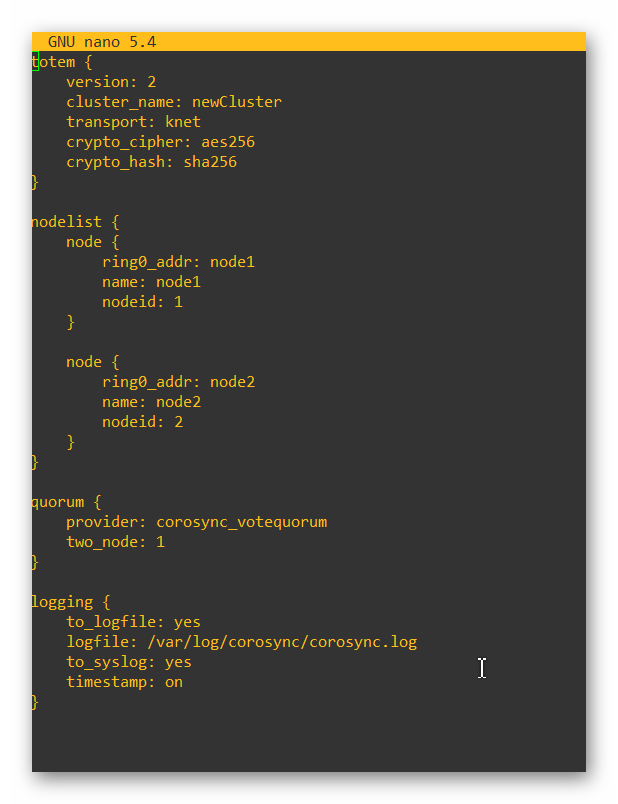 GNU nano 5.4
totem {
    version: 2
    cluster_name: newCluster
    transport: knet
    crypto_cipher: aes256
    crypto_hash: sha256
}
nodelist {
    node {
        ring0_addr: node1
        name: node1
        nodeid: 1
    }
    node {
        ring0_addr: node2
        name: node2
        nodeid: 2
    }
}
quorum {
    provider: corosync_votequorum
    two_node: 1
}
logging {
    to_logfile: yes
    logfile: /var/log/corosync/corosync.log
    to_syslog: yes
    timestamp: on
}